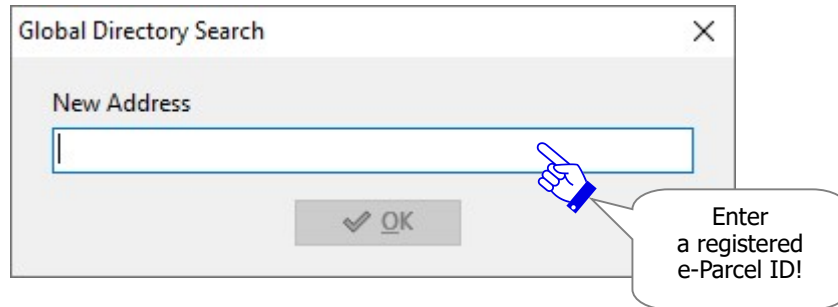 Global Directory Search
New Address
OK
Enter
a registered
e-Parcel ID!